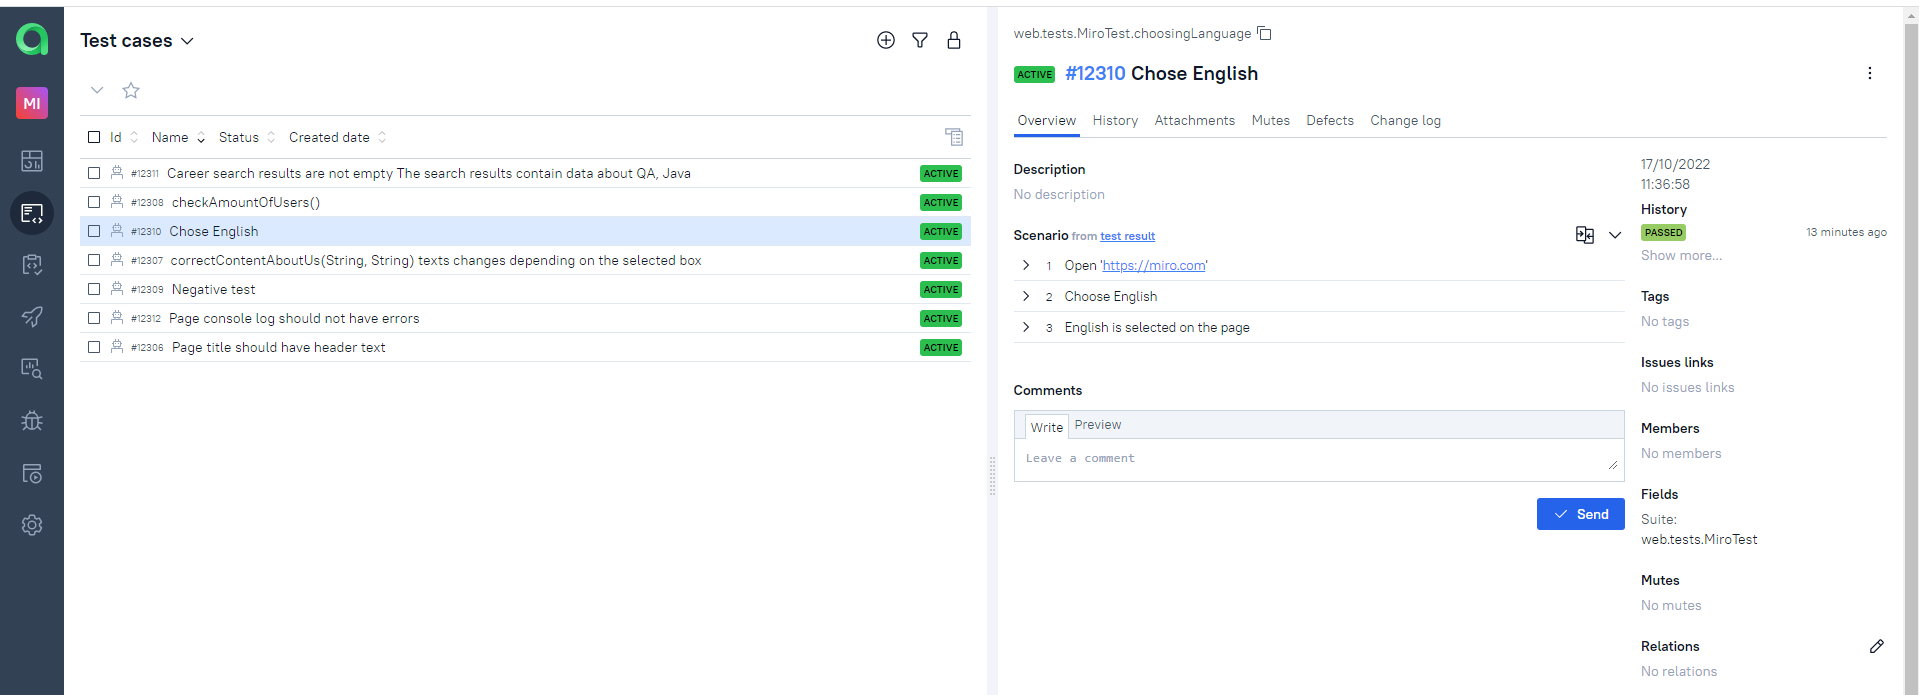 MI
Test cases
Id Name Status Created date
#12311 Career search results are not empty The search results contain data about QA, Java ACTIVE
#12308 checkAmountOfUsers() ACTIVE
#12310 Chose English ACTIVE
#12307 correctContentAboutUs(String, String) texts changes depending on the selected box ACTIVE
#12309 Negative test ACTIVE
#12312 Page console log should not have errors ACTIVE
#12306 Page title should have header text ACTIVE
web.tests.MiroTest.choosingLanguage
ACTIVE #12310 Chose English
Overview History Attachments Mutes Defects Change log
Description
No description
Scenario from test result
1 Open 'https://miro.com'
2 Choose English
3 English is selected on the page
Comments
Write Preview
Leave a comment
Send
17/10/2022
11:36:58
History
PASSED 13 minutes ago
Show more...
Tags
No tags
Issues links
No issues links
Members
No members
Fields
Suite:
web.tests.MiroTest
Mutes
No mutes
Relations
No relations